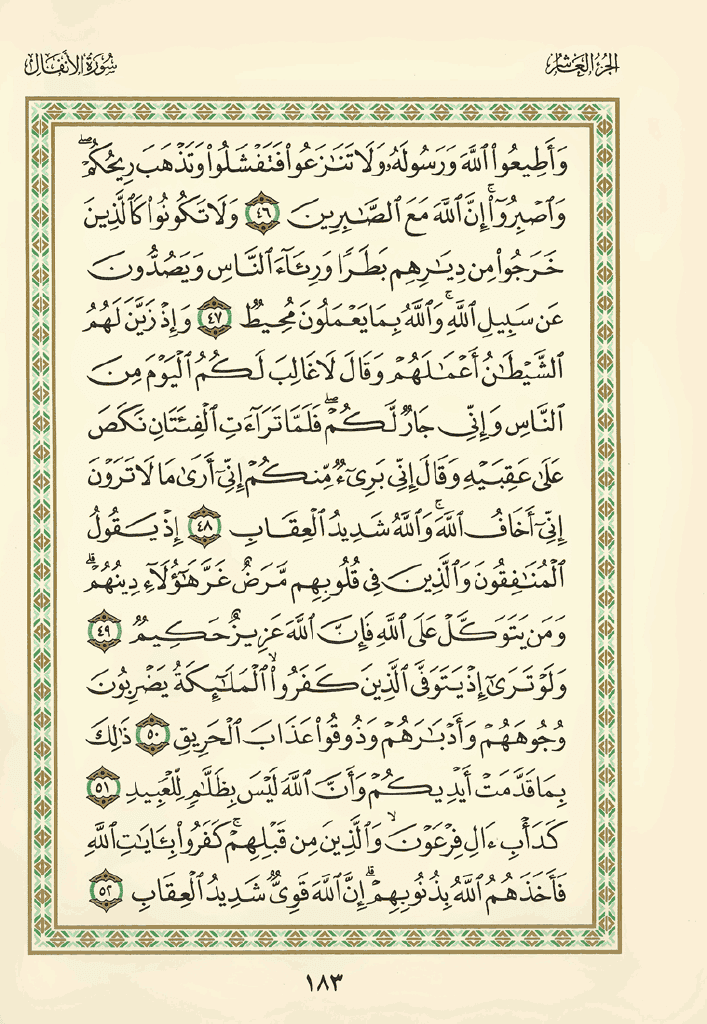 الجزء العاشر
سورة الأنفال
وَأَطِيعُوا۟ ٱللَّهَ وَرَسُولَهُۥ وَلَا تَنَٰزَعُوا۟ فَتَفْشَلُوا۟ وَتَذْهَبَ رِيحُكُمْ ۖ
وَٱصْبِرُوٓا۟ ۚ إِنَّ ٱللَّهَ مَعَ ٱلصَّٰبِرِينَ ٤٦ وَلَا تَكُونُوا۟ كَٱلَّذِينَ
خَرَجُوا۟ مِن دِيَٰرِهِم بَطَرًا وَرِئَآءَ ٱلنَّاسِ وَيَصُدُّونَ
عَن سَبِيلِ ٱللَّهِ ۚ وَٱللَّهُ بِمَا يَعْمَلُونَ مُحِيطٌ ٤٧ وَإِذْ زَيَّنَ لَهُمُ
ٱلشَّيْطَٰنُ أَعْمَٰلَهُمْ وَقَالَ لَا غَالِبَ لَكُمُ ٱلْيَوْمَ مِنَ
ٱلنَّاسِ وَإِنِّى جَارٌ لَّكُمْ ۖ فَلَمَّا تَرَآءَتِ ٱلْفِئَتَانِ نَكَصَ
عَلَىٰ عَقِبَيْهِ وَقَالَ إِنِّى بَرِىٓءٌ مِّنكُمْ إِنِّىٓ أَرَىٰ مَا لَا تَرَوْنَ
إِنِّىٓ أَخَافُ ٱللَّهَ ۚ وَٱللَّهُ شَدِيدُ ٱلْعِقَابِ ٤٨ إِذْ يَقُولُ
ٱلْمُنَٰفِقُونَ وَٱلَّذِينَ فِى قُلُوبِهِم مَّرَضٌ غَرَّ هَٰٓؤُلَآءِ دِينُهُمْ ۗ
وَمَن يَتَوَكَّلْ عَلَى ٱللَّهِ فَإِنَّ ٱللَّهَ عَزِيزٌ حَكِيمٌ ٤٩
وَلَوْ تَرَىٰٓ إِذْ يَتَوَفَّى ٱلَّذِينَ كَفَرُوا۟ ۙ ٱلْمَلَٰٓئِكَةُ يَضْرِبُونَ
وُجُوهَهُمْ وَأَدْبَٰرَهُمْ وَذُوقُوا۟ عَذَابَ ٱلْحَرِيقِ ٥٠ ذَٰلِكَ
بِمَا قَدَّمَتْ أَيْدِيكُمْ وَأَنَّ ٱللَّهَ لَيْسَ بِظَلَّٰمٍ لِّلْعَبِيدِ ٥١
كَدَأْبِ ءَالِ فِرْعَوْنَ ۙ وَٱلَّذِينَ مِن قَبْلِهِمْ ۚ كَفَرُوا۟ بِـَٔايَٰتِ ٱللَّهِ
فَأَخَذَهُمُ ٱللَّهُ بِذُنُوبِهِمْ ۗ إِنَّ ٱللَّهَ قَوِىٌّ شَدِيدُ ٱلْعِقَابِ ٥٢
١٨٣